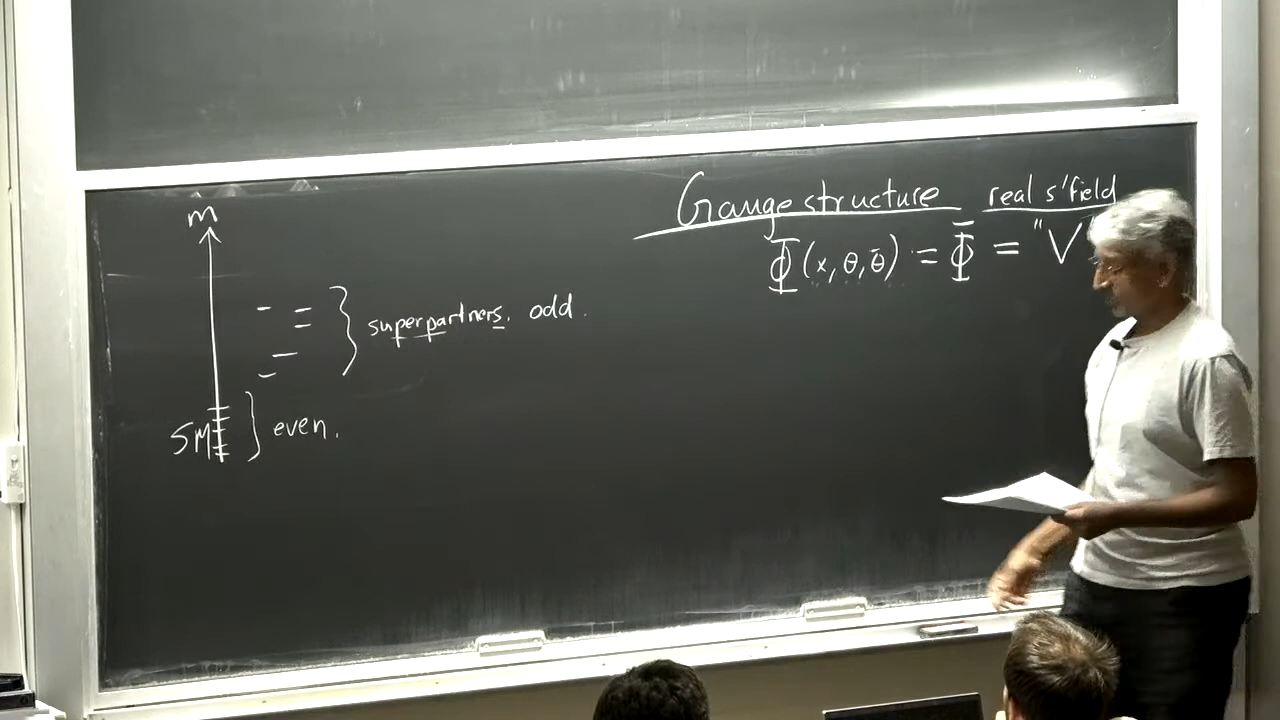 m
superpartners. odd.
SM } even.
Gauge structure real s'field
Φ(x, θ, θ̄) = Φ̄ = "V